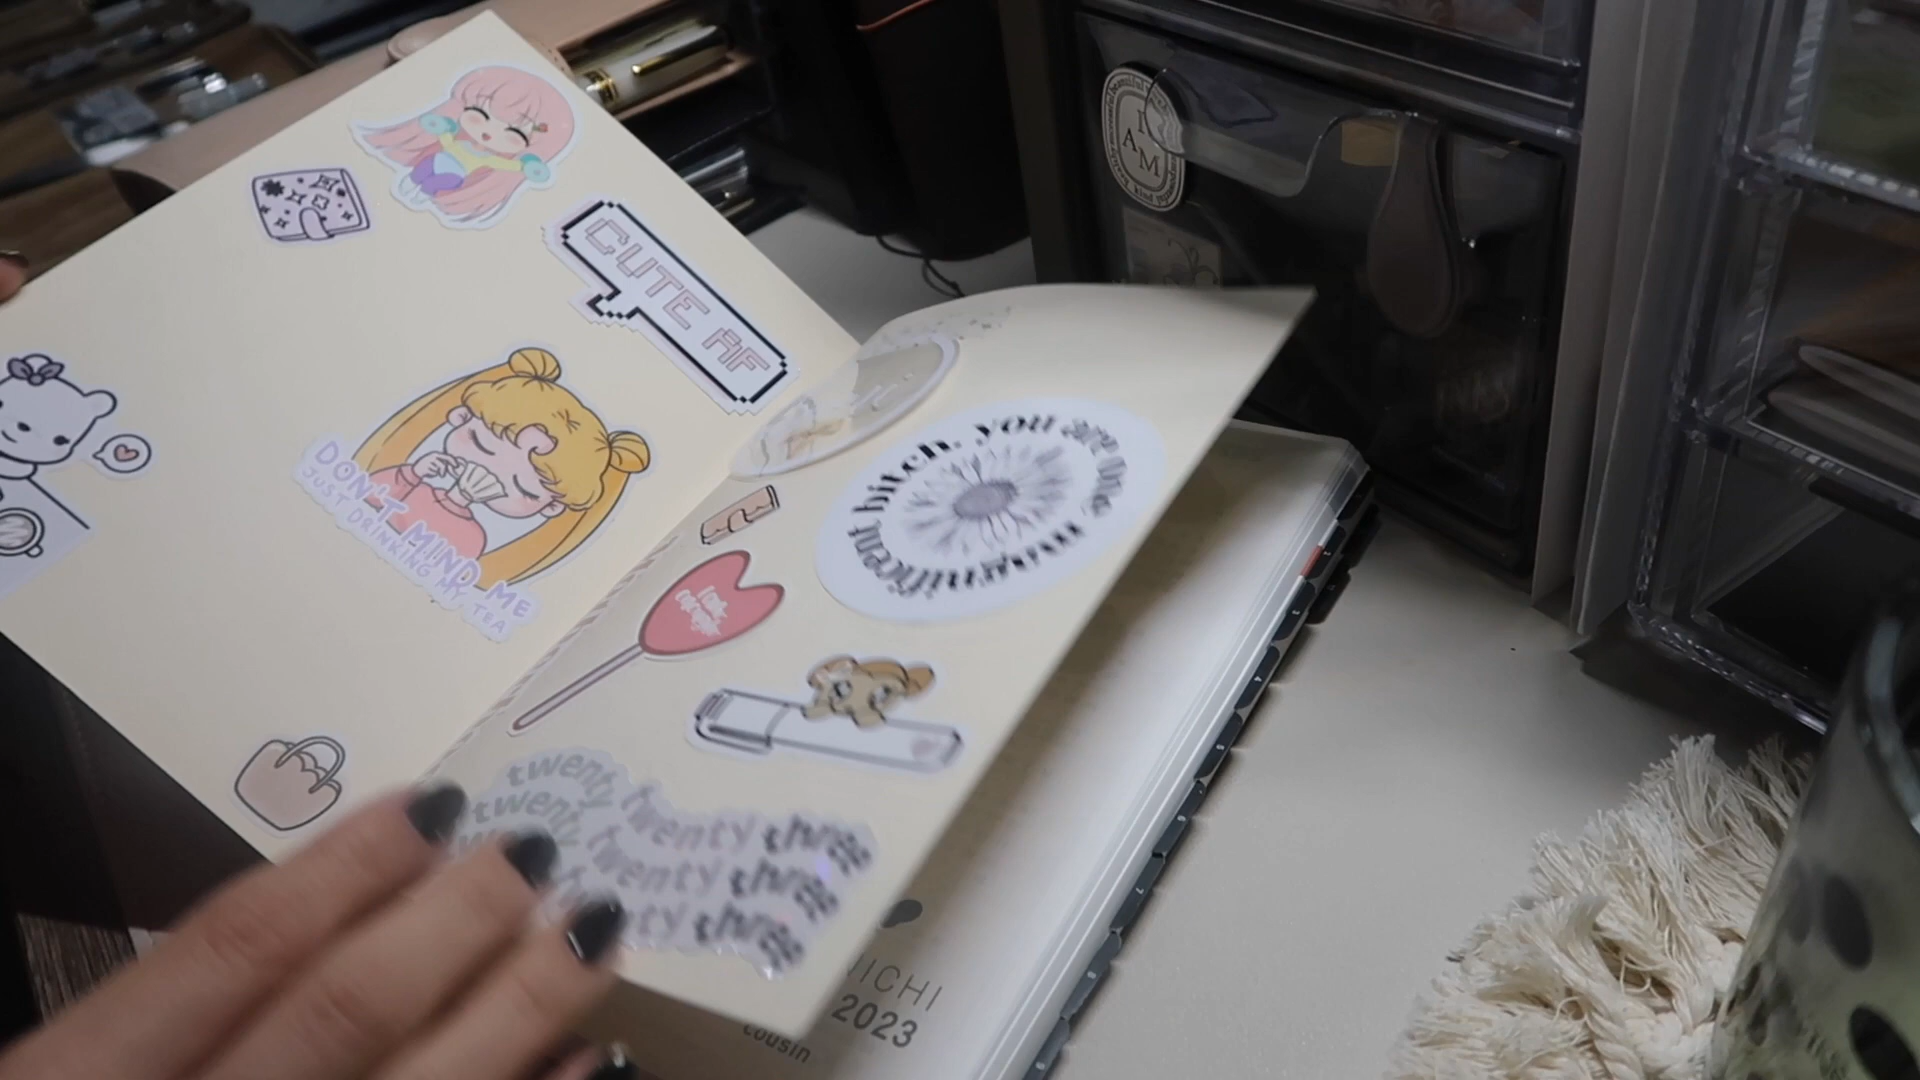 I
AM
CUTE AF
DON'T MIND ME
JUST DRINKING MY TEA
bitch, you are one magnificent
twenty twenty three
twenty twenty three
twenty three
2023
cousin